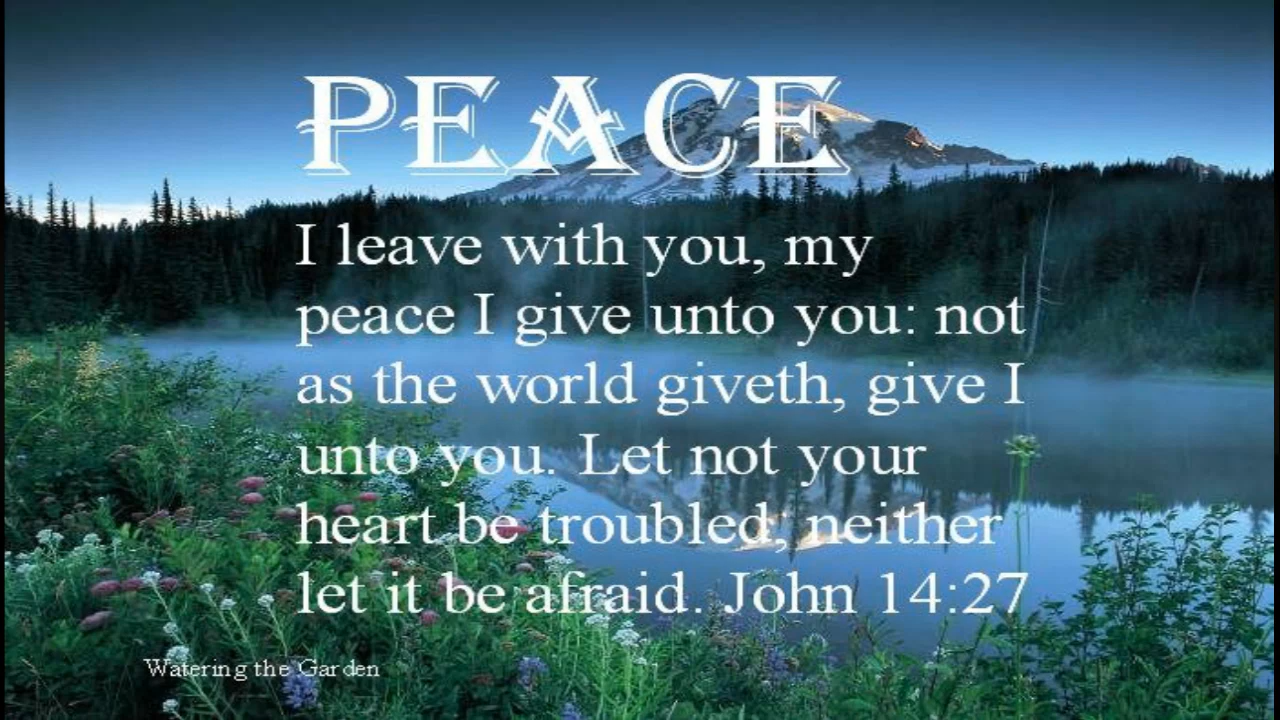 PEACE
I leave with you, my
peace I give unto you: not
as the world giveth, give I
unto you. Let not your
heart be troubled, neither
let it be afraid. John 14:27
Watering the Garden